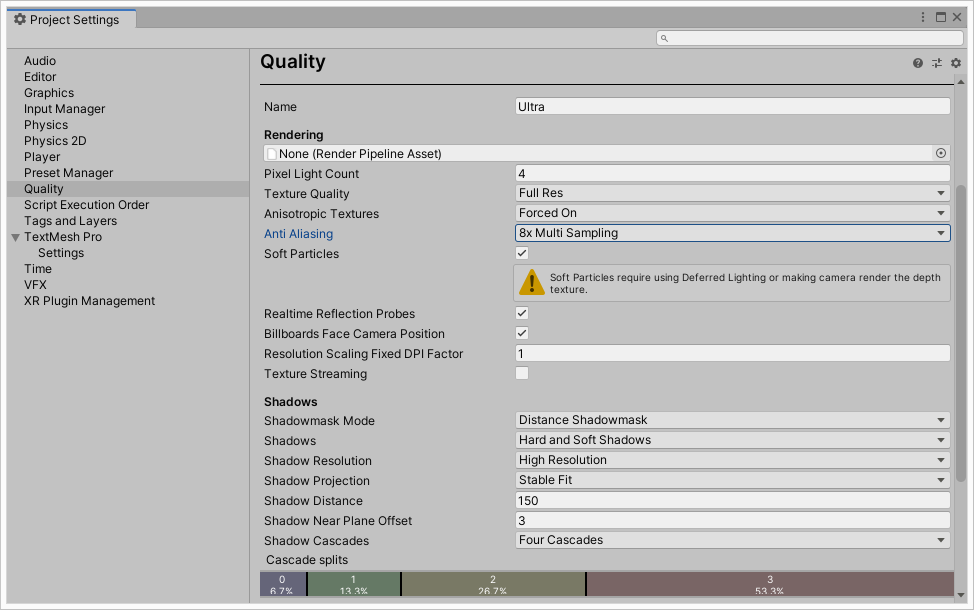 Project Settings
Quality
Audio
Editor
Graphics
Input Manager
Physics
Physics 2D
Player
Preset Manager
Quality
Script Execution Order
Tags and Layers
TextMesh Pro
Settings
Time
VFX
XR Plugin Management
Name Ultra
Rendering
None (Render Pipeline Asset)
Pixel Light Count 4
Texture Quality Full Res
Anisotropic Textures Forced On
Anti Aliasing 8x Multi Sampling
Soft Particles
Soft Particles require using Deferred Lighting or making camera render the depth
texture.
Realtime Reflection Probes
Billboards Face Camera Position
Resolution Scaling Fixed DPI Factor 1
Texture Streaming
Shadows
Shadowmask Mode Distance Shadowmask
Shadows Hard and Soft Shadows
Shadow Resolution High Resolution
Shadow Projection Stable Fit
Shadow Distance 150
Shadow Near Plane Offset 3
Shadow Cascades Four Cascades
Cascade splits
0 1 2 3
6.7% 13.3% 26.7% 53.3%